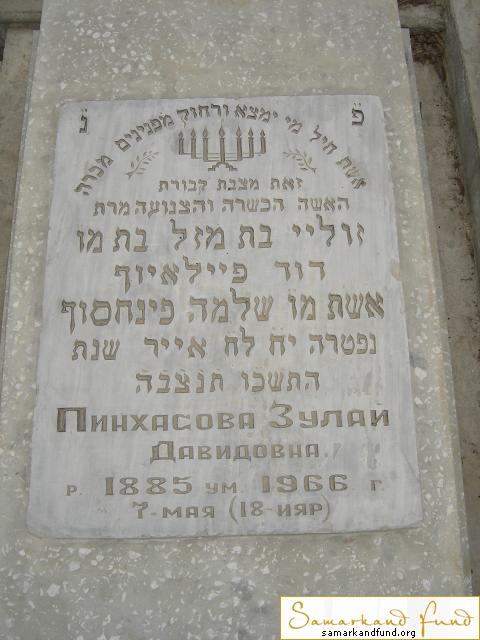 פ נ
אשת חיל מי ימצא ורחוק מפנינים מכרה
זאת מצבת קבורת
האשה הכשרה והצנועה מרת
זוליי בת מזל בת מו
דוד פיילאיוף
אשת מו שלמה פינחסוף
נפטרה יח לח אייר שנת
התשכו תנצבה
Пинхасова Зулай
Давидовна
р. 1885 ум. 1966 г.
7-мая (18-ияр)
Samarkand Fund
www.samarkandfund.org